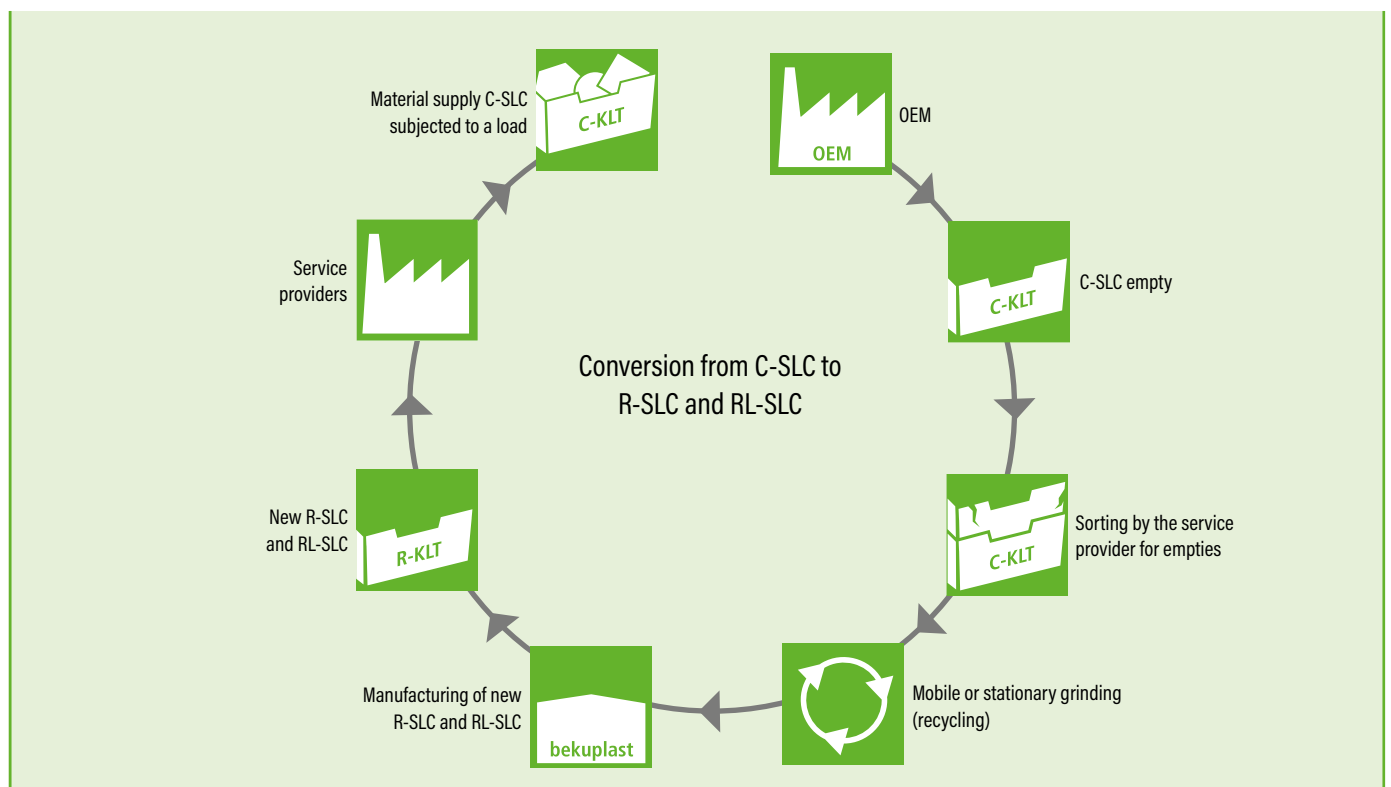 Material supply C-SLC
subjected to a load
C-KLT
OEM
OEM
Service
providers
C-KLT
C-SLC empty
Conversion from C-SLC to
R-SLC and RL-SLC
New R-SLC
and RL-SLC
R-KLT
C-KLT
Sorting by the service
provider for empties
Manufacturing of new
R-SLC and RL-SLC
bekuplast
Mobile or stationary grinding
(recycling)